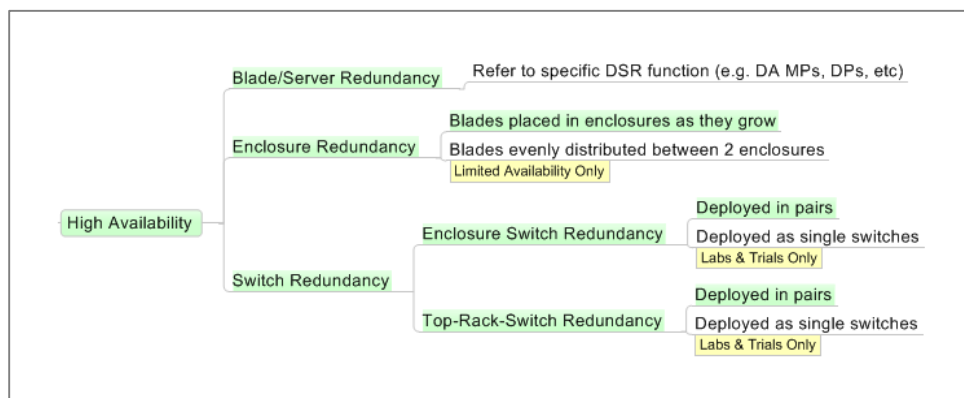 High Availability
Blade/Server Redundancy
Refer to specific DSR function (e.g. DA MPs, DPs, etc)
Enclosure Redundancy
Blades placed in enclosures as they grow
Blades evenly distributed between 2 enclosures
Limited Availability Only
Switch Redundancy
Enclosure Switch Redundancy
Deployed in pairs
Deployed as single switches
Labs & Trials Only
Top-Rack-Switch Redundancy
Deployed in pairs
Deployed as single switches
Labs & Trials Only